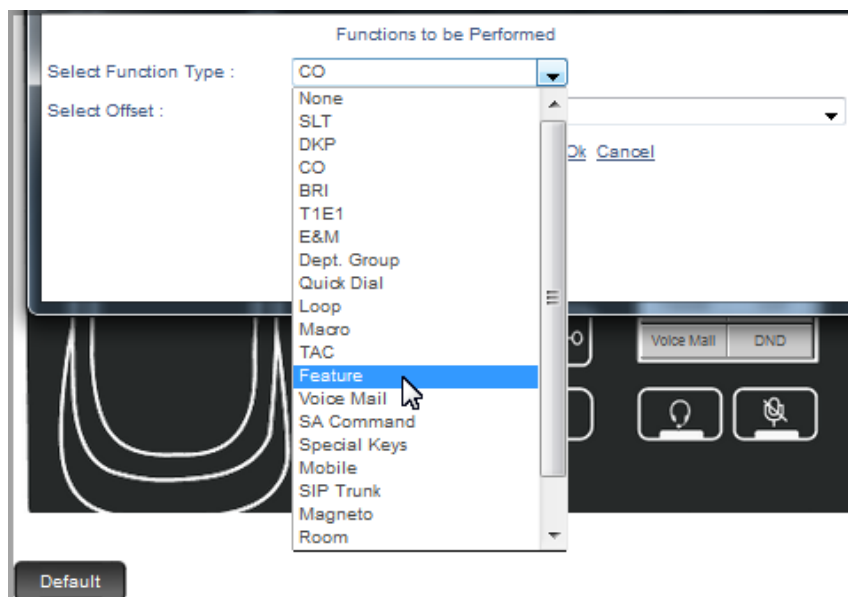 Functions to be Performed
Select Function Type :
CO
Select Offset :
None
SLT
DKP
CO
BRI
T1E1
E&M
Dept. Group
Quick Dial
Loop
Macro
TAC
Feature
Voice Mail
SA Command
Special Keys
Mobile
SIP Trunk
Magneto
Room
Ok Cancel
Voice Mail DND
Default